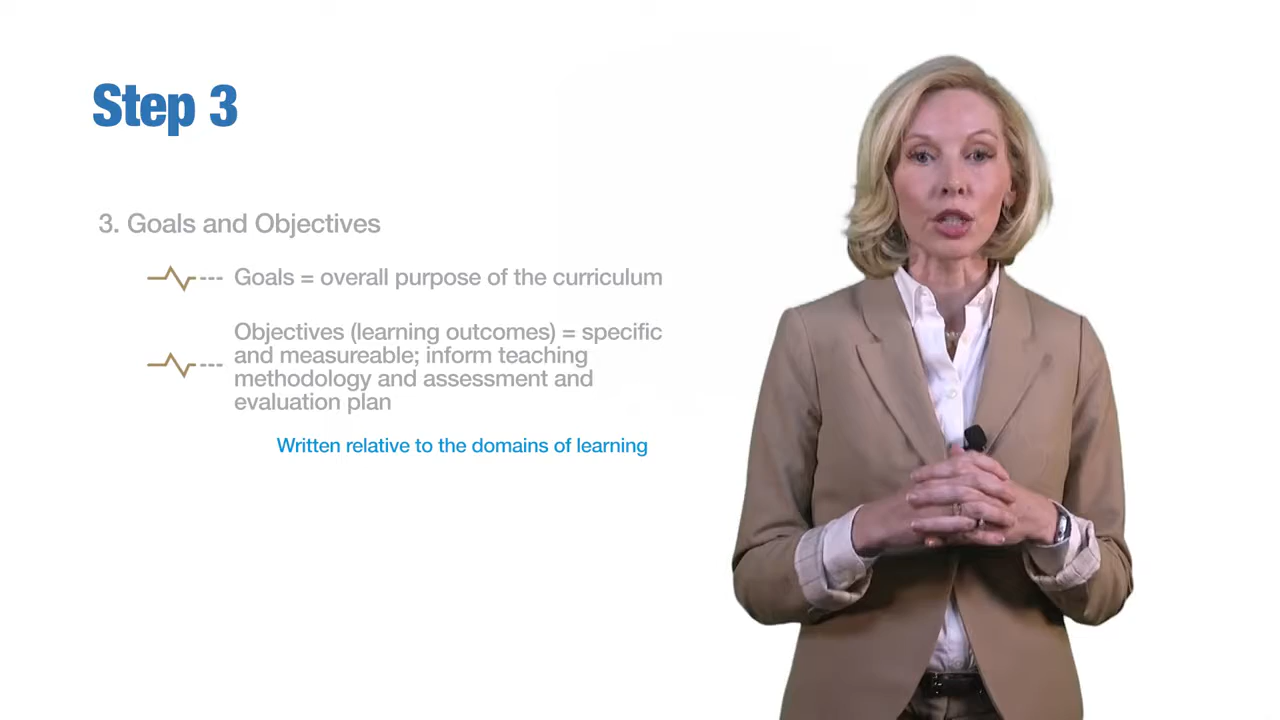 Step 3
3. Goals and Objectives
Goals = overall purpose of the curriculum
Objectives (learning outcomes) = specific
and measureable; inform teaching
methodology and assessment and
evaluation plan
Written relative to the domains of learning